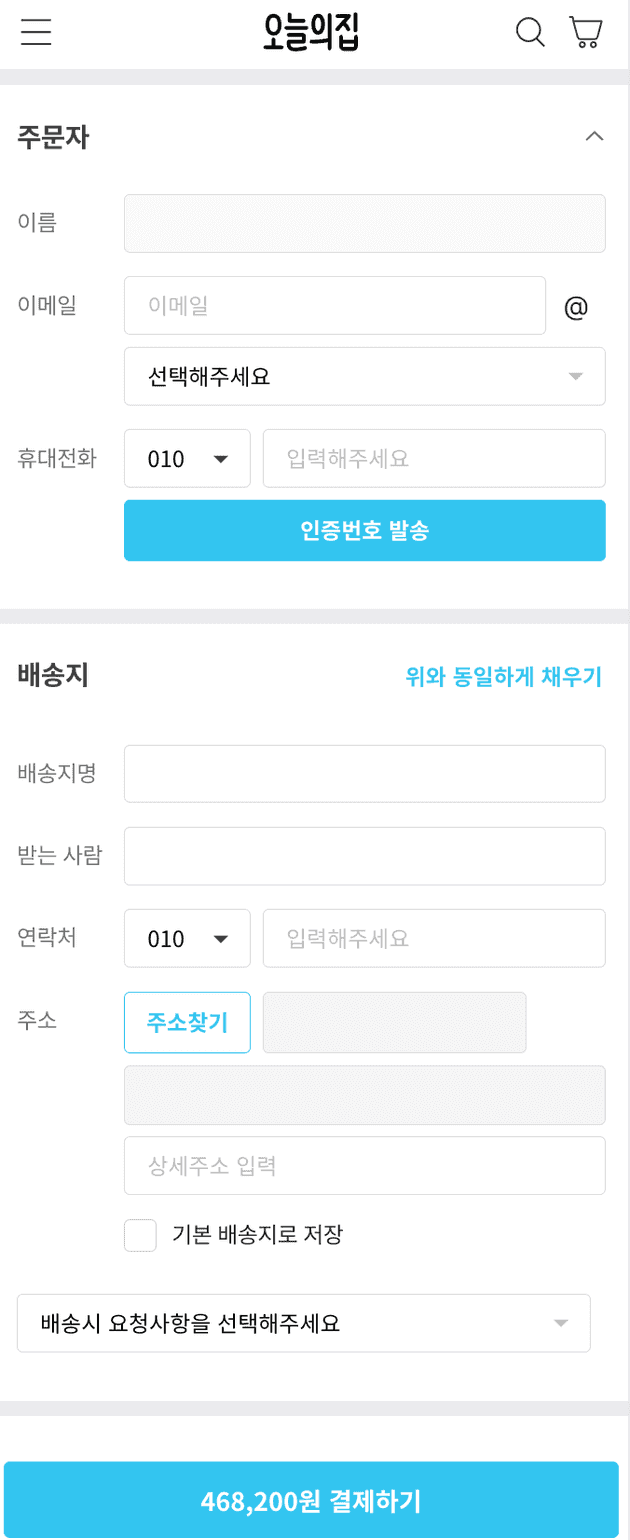 오늘의집
주문자
이름
이메일 이메일 @
선택해주세요
휴대전화 010 입력해주세요
인증번호 발송
배송지 위와 동일하게 채우기
배송지명
받는 사람
연락처 010 입력해주세요
주소 주소찾기
상세주소 입력
기본 배송지로 저장
배송시 요청사항을 선택해주세요
468,200원 결제하기